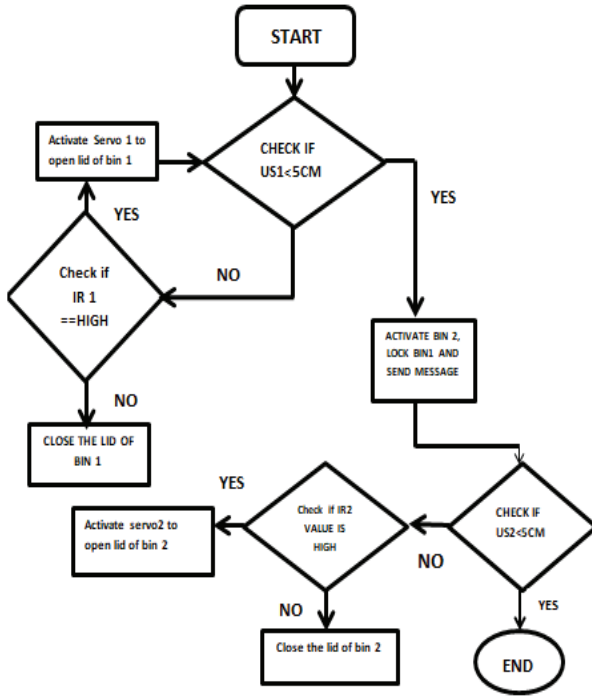 START
CHECK IF
US1<5CM
Activate Servo 1 to
open lid of bin 1
YES
YES
NO
Check if
IR 1
==HIGH
NO
ACTIVATE BIN 2,
LOCK BIN1 AND
SEND MESSAGE
CLOSE THE LID OF
BIN 1
YES
CHECK IF
US2<5CM
Check if IR2
VALUE IS
HIGH
Activate servo2 to
open lid of bin 2
NO
NO
YES
Close the lid of bin 2
END